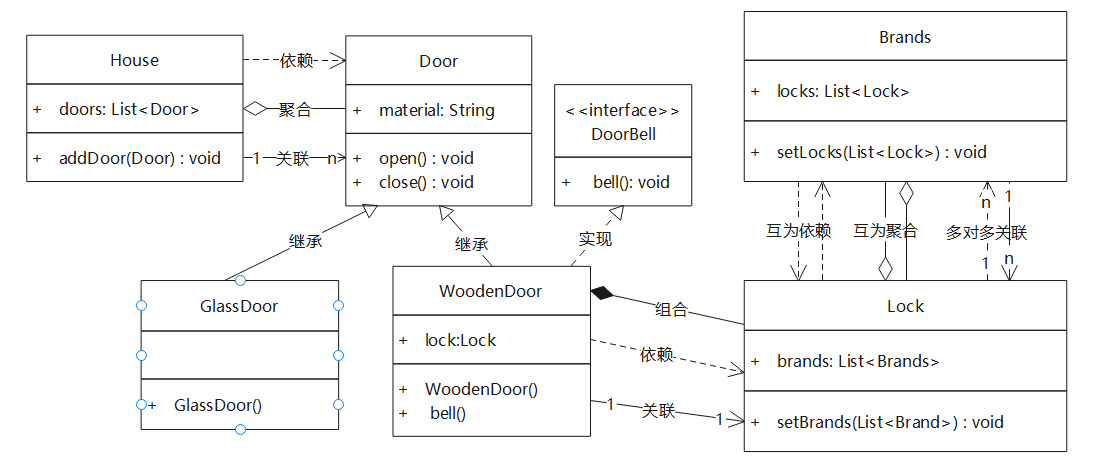 House
+ doors: List<Door>
+ addDoor(Door) : void
依赖
聚合
1 关联 n
Door
+ material: String
+ open() : void
+ close() : void
<<interface>>
DoorBell
+ bell(): void
Brands
+ locks: List<Lock>
+ setLocks(List<Lock>) : void
继承
继承
实现
互为依赖
互为聚合
n 1
多对多关联
1 n
GlassDoor
+ GlassDoor()
WoodenDoor
+ lock:Lock
+ WoodenDoor()
+ bell()
组合
依赖
1 关联 1
Lock
+ brands: List<Brands>
+ setBrands(List<Brand>) : void